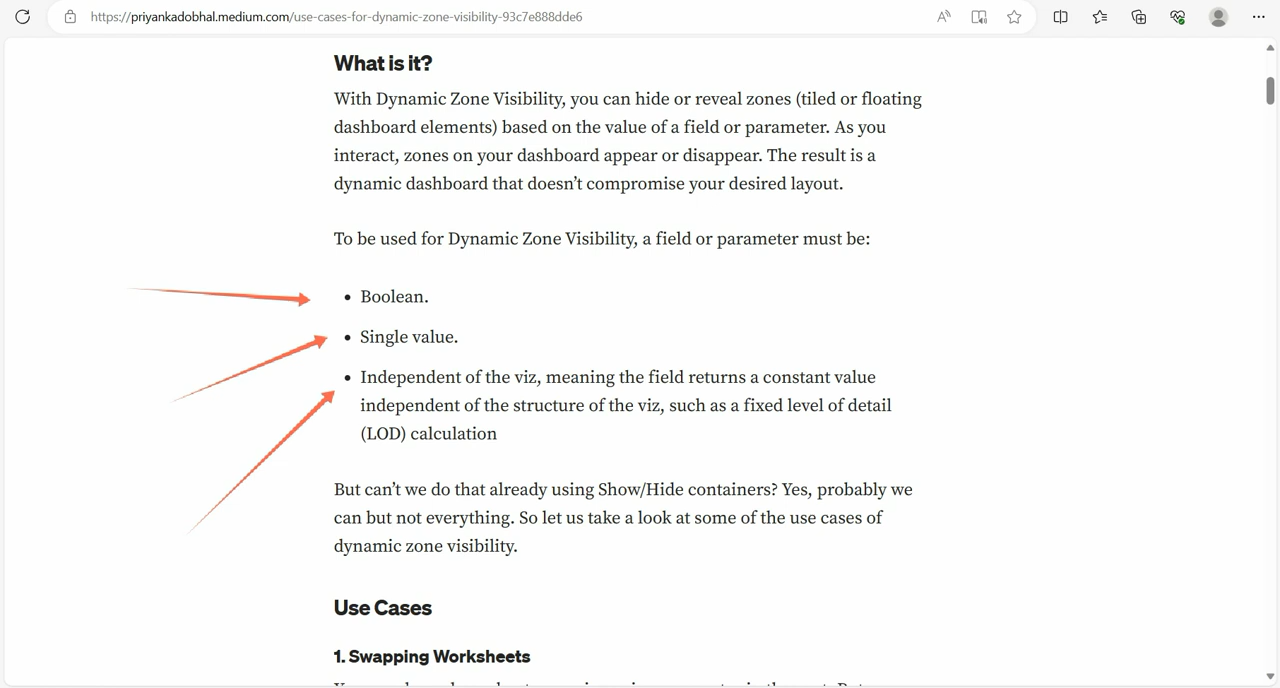 https://priyankadobhal.medium.com/use-cases-for-dynamic-zone-visibility-93c7e888dde6
What is it?
With Dynamic Zone Visibility, you can hide or reveal zones (tiled or floating
dashboard elements) based on the value of a field or parameter. As you
interact, zones on your dashboard appear or disappear. The result is a
dynamic dashboard that doesn’t compromise your desired layout.
To be used for Dynamic Zone Visibility, a field or parameter must be:
• Boolean.
• Single value.
• Independent of the viz, meaning the field returns a constant value
independent of the structure of the viz, such as a fixed level of detail
(LOD) calculation
But can’t we do that already using Show/Hide containers? Yes, probably we
can but not everything. So let us take a look at some of the use cases of
dynamic zone visibility.
Use Cases
1. Swapping Worksheets